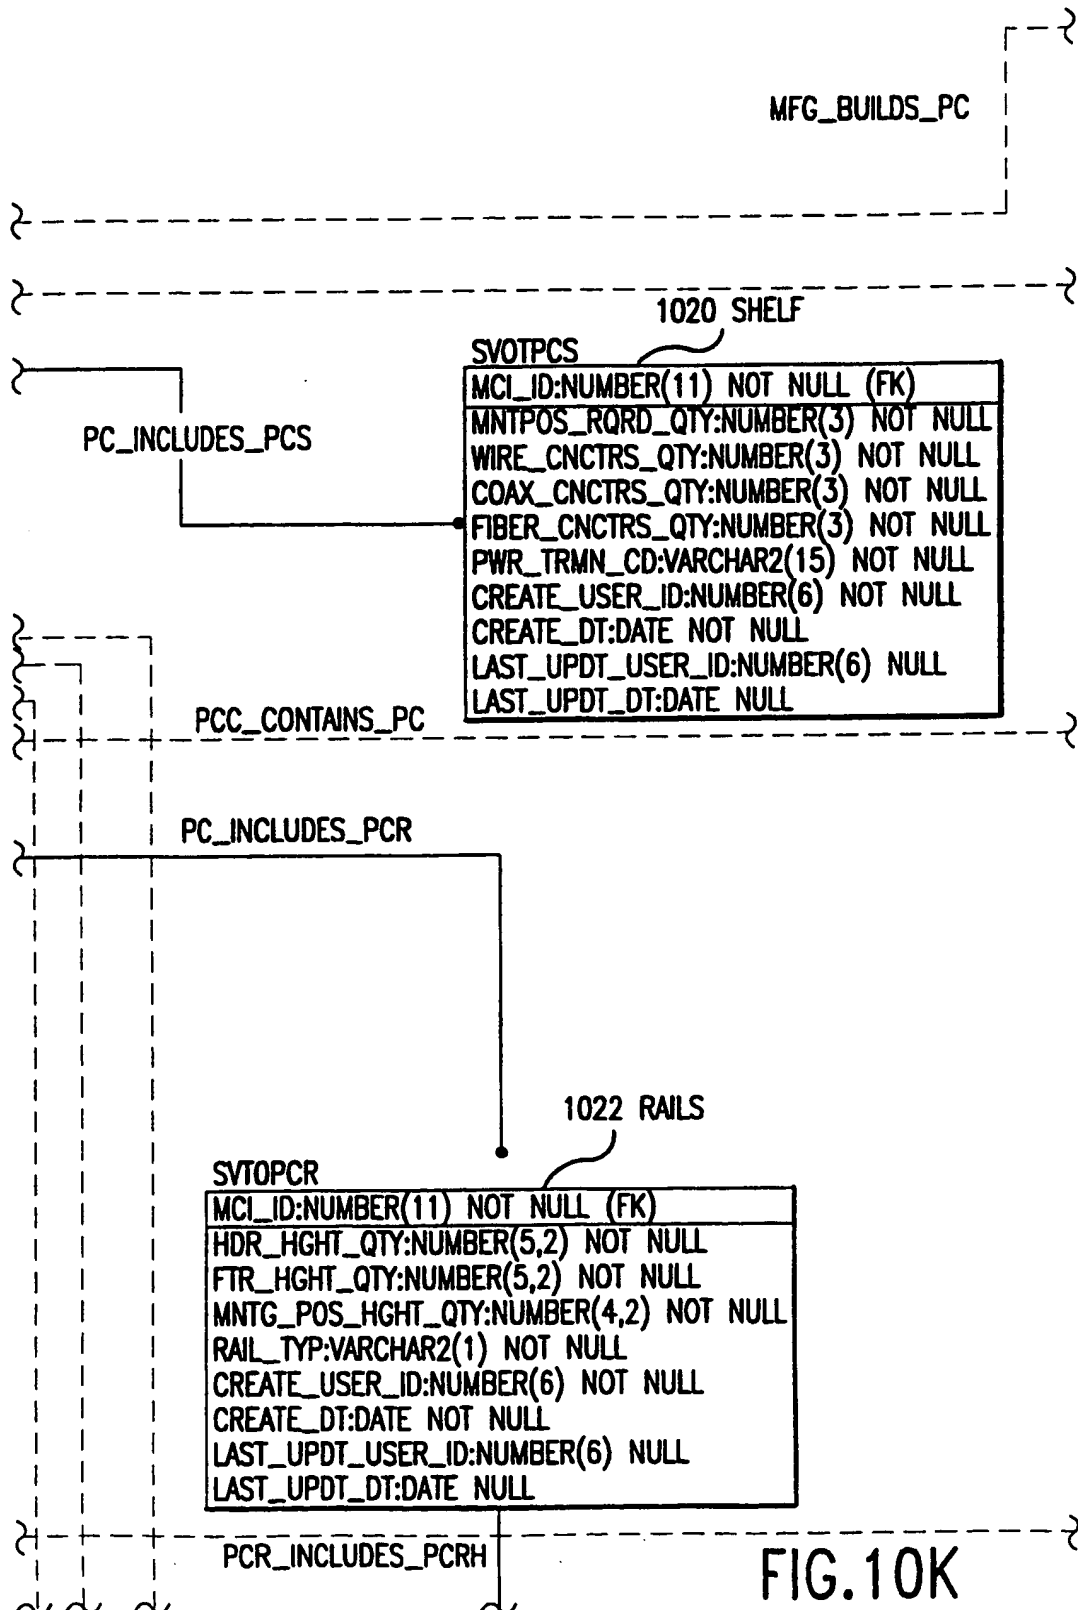 MFG_BUILDS_PC
1020 SHELF
SVOTPCS
MCI_ID:NUMBER(11) NOT NULL (FK)
MNTPOS_RQRD_QTY:NUMBER(3) NOT NULL
WIRE_CNCTRS_QTY:NUMBER(3) NOT NULL
COAX_CNCTRS_QTY:NUMBER(3) NOT NULL
FIBER_CNCTRS_QTY:NUMBER(3) NOT NULL
PWR_TRMN_CD:VARCHAR2(15) NOT NULL
CREATE_USER_ID:NUMBER(6) NOT NULL
CREATE_DT:DATE NOT NULL
LAST_UPDT_USER_ID:NUMBER(6) NULL
LAST_UPDT_DT:DATE NULL
PC_INCLUDES_PCS
PCC_CONTAINS_PC
PC_INCLUDES_PCR
1022 RAILS
SVTOPCR
MCI_ID:NUMBER(11) NOT NULL (FK)
HDR_HGHT_QTY:NUMBER(5,2) NOT NULL
FTR_HGHT_QTY:NUMBER(5,2) NOT NULL
MNTG_POS_HGHT_QTY:NUMBER(4,2) NOT NULL
RAIL_TYP:VARCHAR2(1) NOT NULL
CREATE_USER_ID:NUMBER(6) NOT NULL
CREATE_DT:DATE NOT NULL
LAST_UPDT_USER_ID:NUMBER(6) NULL
LAST_UPDT_DT:DATE NULL
PCR_INCLUDES_PCRH
FIG.10K